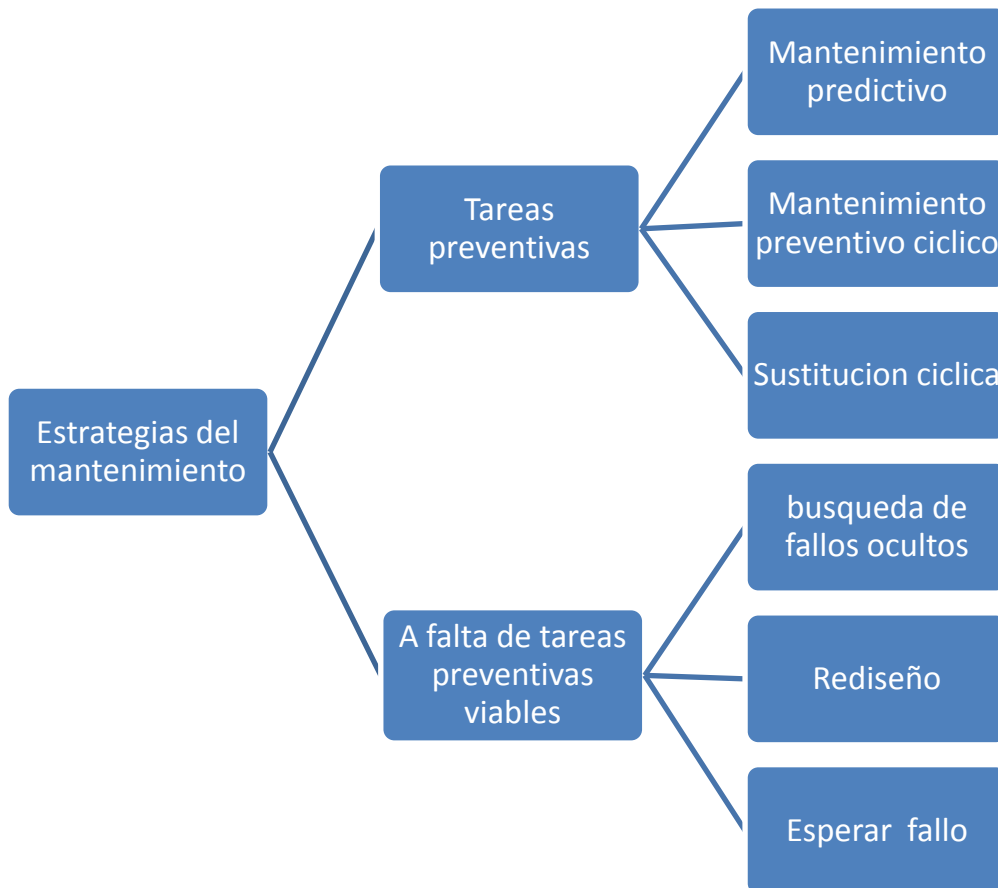 Estrategias del
mantenimiento
Tareas
preventivas
Mantenimiento
predictivo
Mantenimiento
preventivo ciclico
Sustitucion ciclica
A falta de tareas
preventivas
viables
busqueda de
fallos ocultos
Rediseño
Esperar  fallo